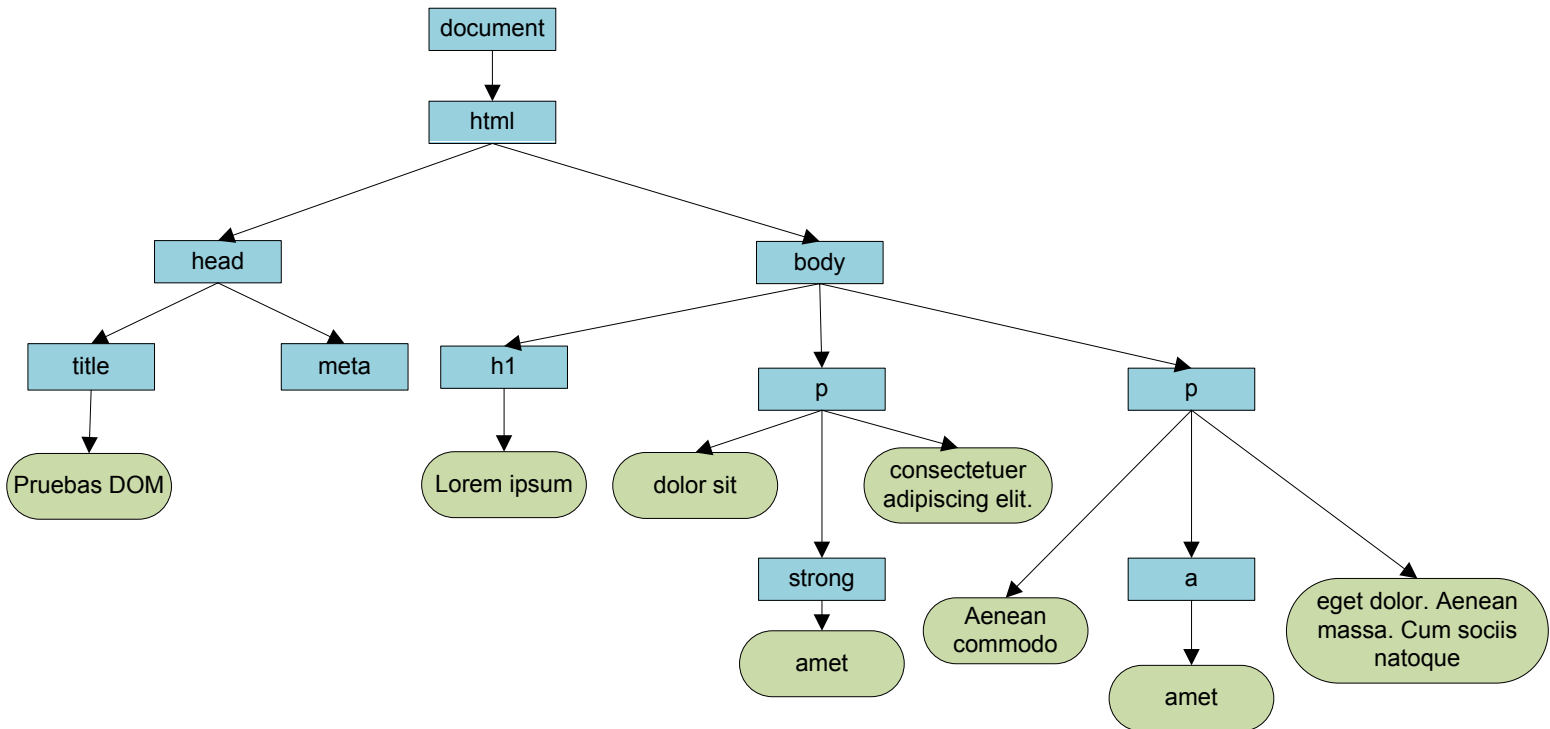 document
html
head
body
title
meta
h1
p
p
Pruebas DOM
Lorem ipsum
dolor sit
consectetuer
adipiscing elit.
strong
a
amet
Aenean
commodo
eget dolor. Aenean
massa. Cum sociis
natoque
amet